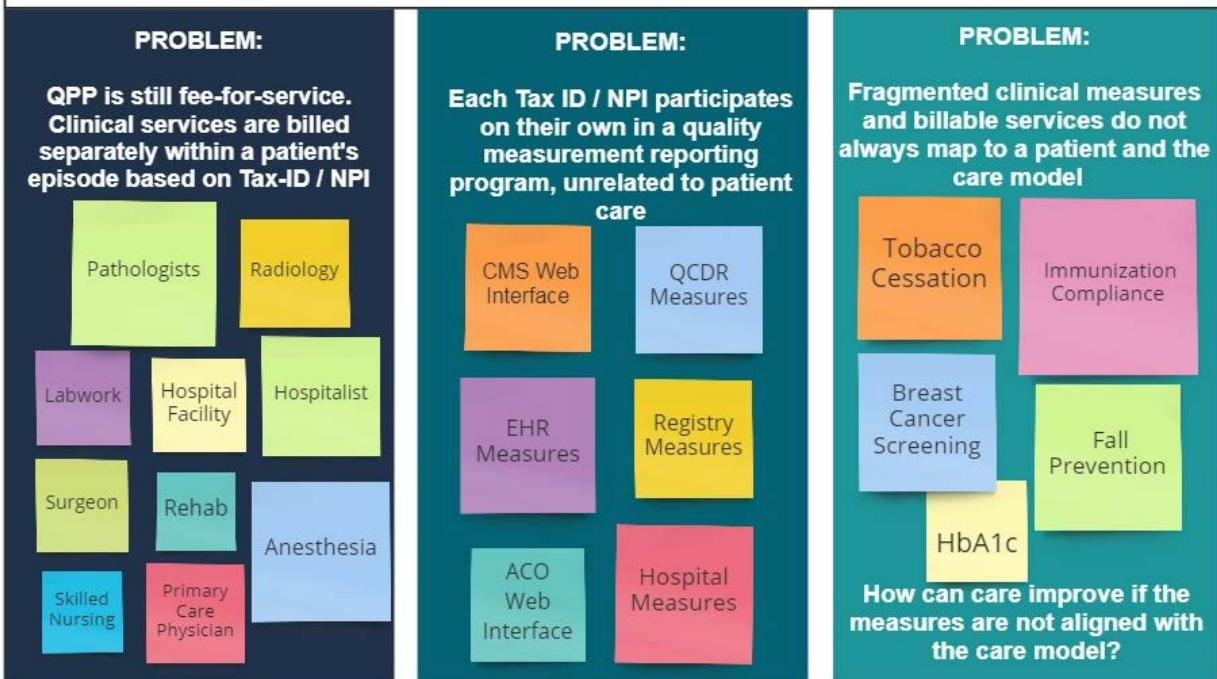 PROBLEM:
QPP is still fee-for-service.
Clinical services are billed
separately within a patient's
episode based on Tax-ID / NPI
Pathologists
Radiology
Labwork
Hospital
Facility
Hospitalist
Surgeon
Rehab
Anesthesia
Skilled
Nursing
Primary
Care
Physician
PROBLEM:
Each Tax ID / NPI participates
on their own in a quality
measurement reporting
program, unrelated to patient
care
CMS Web
Interface
QCDR
Measures
EHR
Measures
Registry
Measures
ACO
Web
Interface
Hospital
Measures
PROBLEM:
Fragmented clinical measures
and billable services do not
always map to a patient and the
care model
Tobacco
Cessation
Immunization
Compliance
Breast
Cancer
Screening
Fall
Prevention
HbA1c
How can care improve if the
measures are not aligned with
the care model?